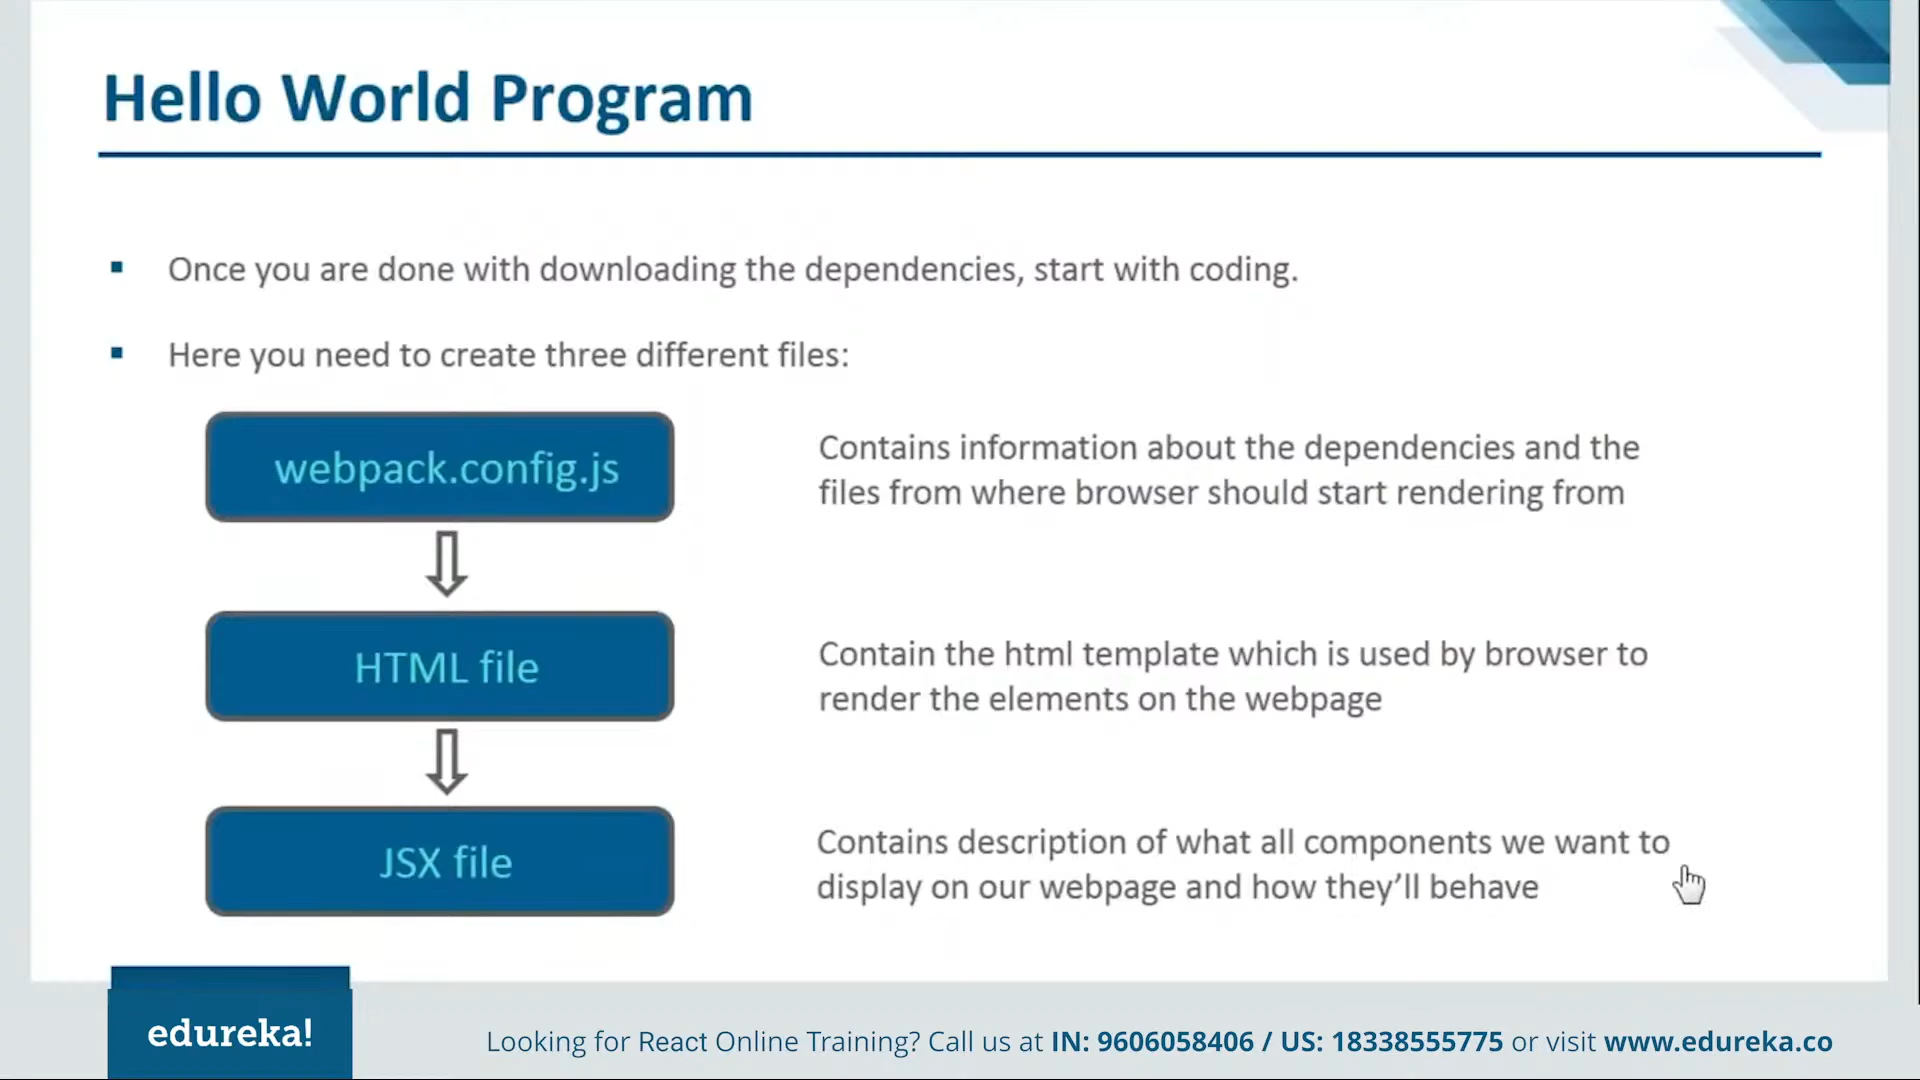 Hello World Program
Once you are done with downloading the dependencies, start with coding.
Here you need to create three different files:
webpack.config.js
Contains information about the dependencies and the
files from where browser should start rendering from
HTML file
Contain the html template which is used by browser to
render the elements on the webpage
JSX file
Contains description of what all components we want to
display on our webpage and how they’ll behave
edureka!
Looking for React Online Training? Call us at IN: 9606058406 / US: 18338555775 or visit www.edureka.co